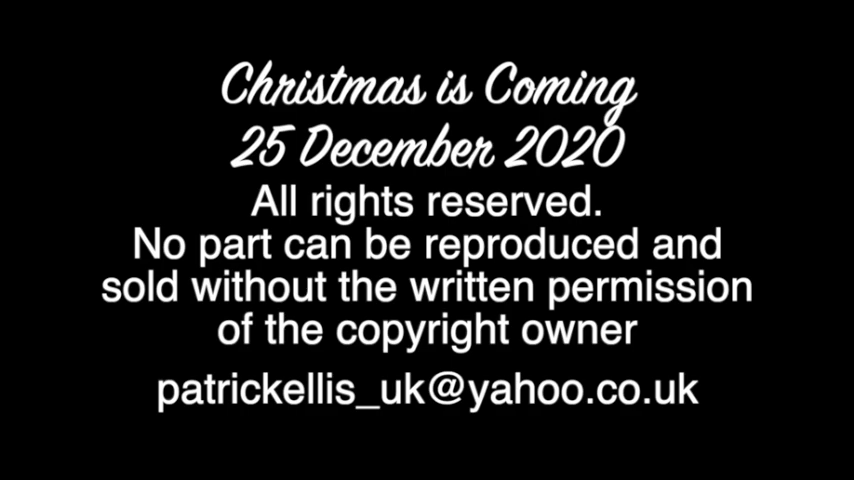 Christmas is Coming
25 December 2020
All rights reserved.
No part can be reproduced and
sold without the written permission
of the copyright owner
patrickellis_uk@yahoo.co.uk